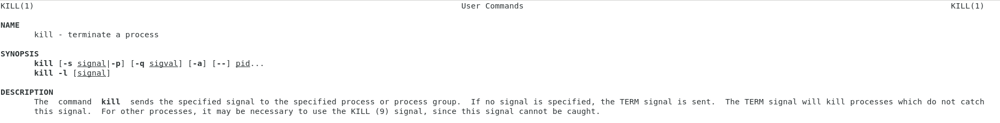 KILL(1) User Commands KILL(1)
NAME
kill - terminate a process
SYNOPSIS
kill [-s signal|-p] [-q sigval] [-a] [--] pid...
kill -l [signal]
DESCRIPTION
The command kill sends the specified signal to the specified process or process group. If no signal is specified, the TERM signal is sent. The TERM signal will kill processes which do not catch
this signal. For other processes, it may be necessary to use the KILL (9) signal, since this signal cannot be caught.